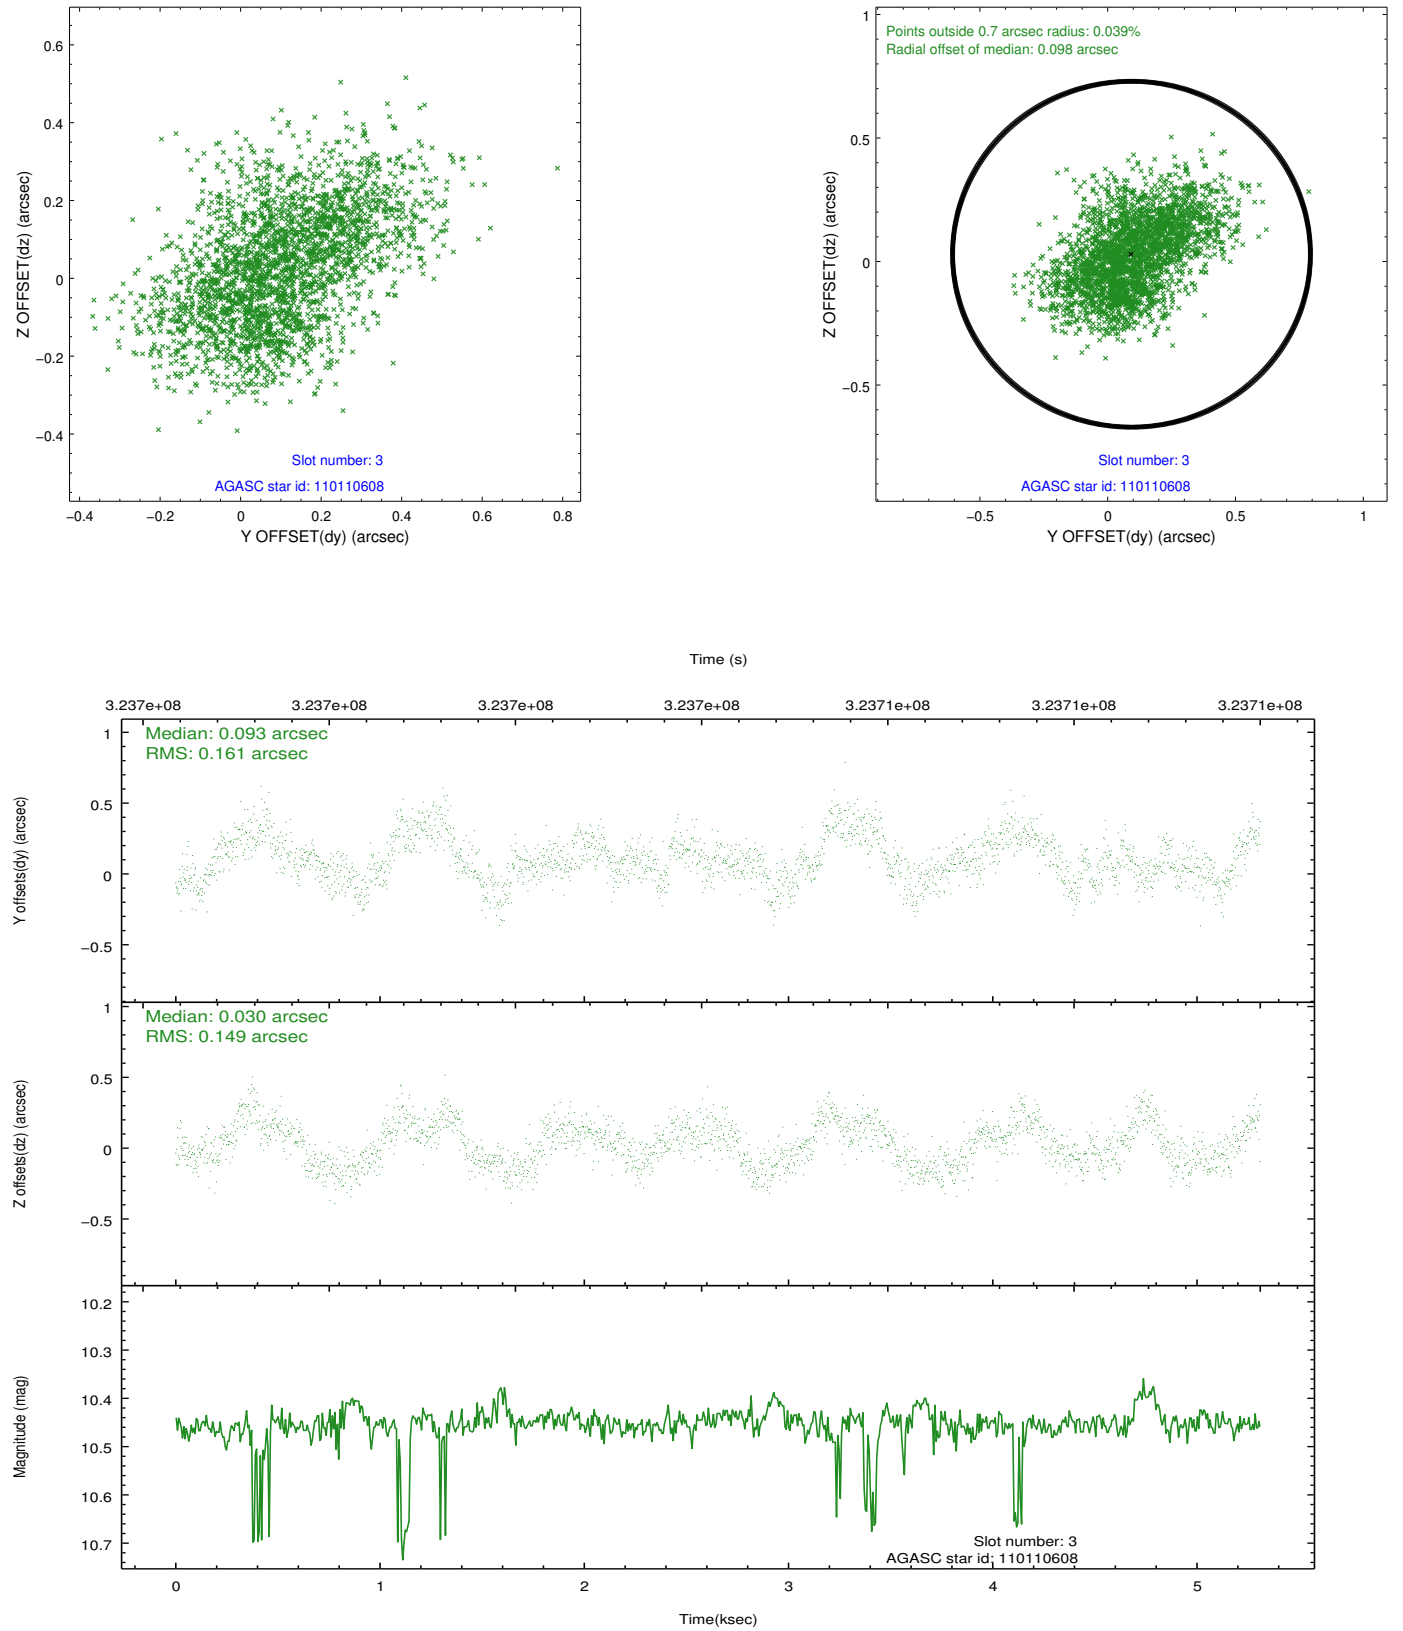 0.6
0.4
0.2
0
−0.2
−0.4
Z OFFSET(dz) (arcsec)
Slot number: 3
AGASC star id: 110110608
−0.4 −0.2 0 0.2 0.4 0.6 0.8
Y OFFSET(dy) (arcsec)
1
0.5
0
−0.5
Z OFFSET(dz) (arcsec)
Points outside 0.7 arcsec radius: 0.039%
Radial offset of median: 0.098 arcsec
Slot number: 3
AGASC star id: 110110608
−0.5 0 0.5 1
Y OFFSET(dy) (arcsec)
Time (s)
3.237e+08 3.237e+08 3.237e+08 3.237e+08 3.2371e+08 3.2371e+08 3.2371e+08
1
0.5
0
−0.5
Y offsets(dy) (arcsec)
Median: 0.093 arcsec
RMS: 0.161 arcsec
1
0.5
0
−0.5
Z offsets(dz) (arcsec)
Median: 0.030 arcsec
RMS: 0.149 arcsec
10.2
10.3
10.4
10.5
10.6
10.7
Magnitude (mag)
Slot number: 3
AGASC star id: 110110608
0 1 2 3 4 5
Time(ksec)